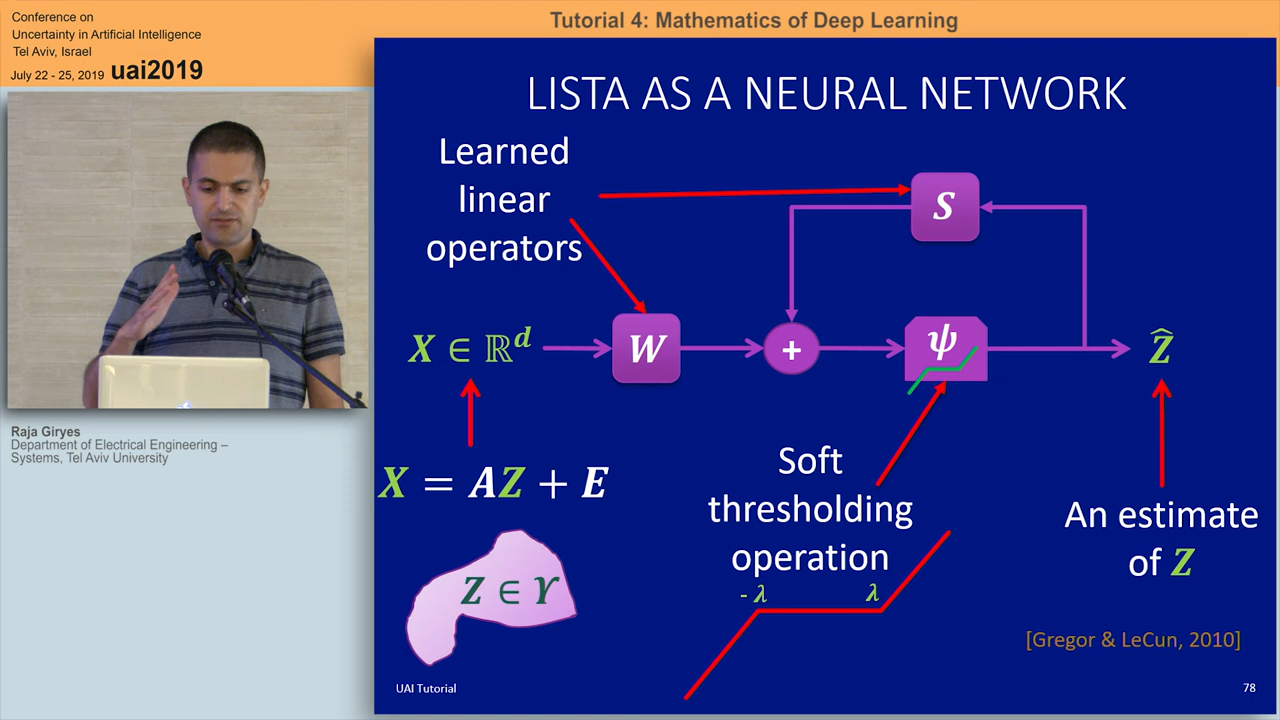 Conference on
Uncertainty in Artificial Intelligence
Tel Aviv, Israel
July 22 - 25, 2019 uai2019
Tutorial 4: Mathematics of Deep Learning
LISTA AS A NEURAL NETWORK
Learned
linear
operators
S
X ∈ ℝᵈ
W
+
ψ
Ẑ
X = AZ + E
Soft
thresholding
operation
- λ
λ
An estimate
of Z
Z ∈ ϒ
[Gregor & LeCun, 2010]
UAI Tutorial
78
Raja Giryes
Department of Electrical Engineering –
Systems, Tel Aviv University